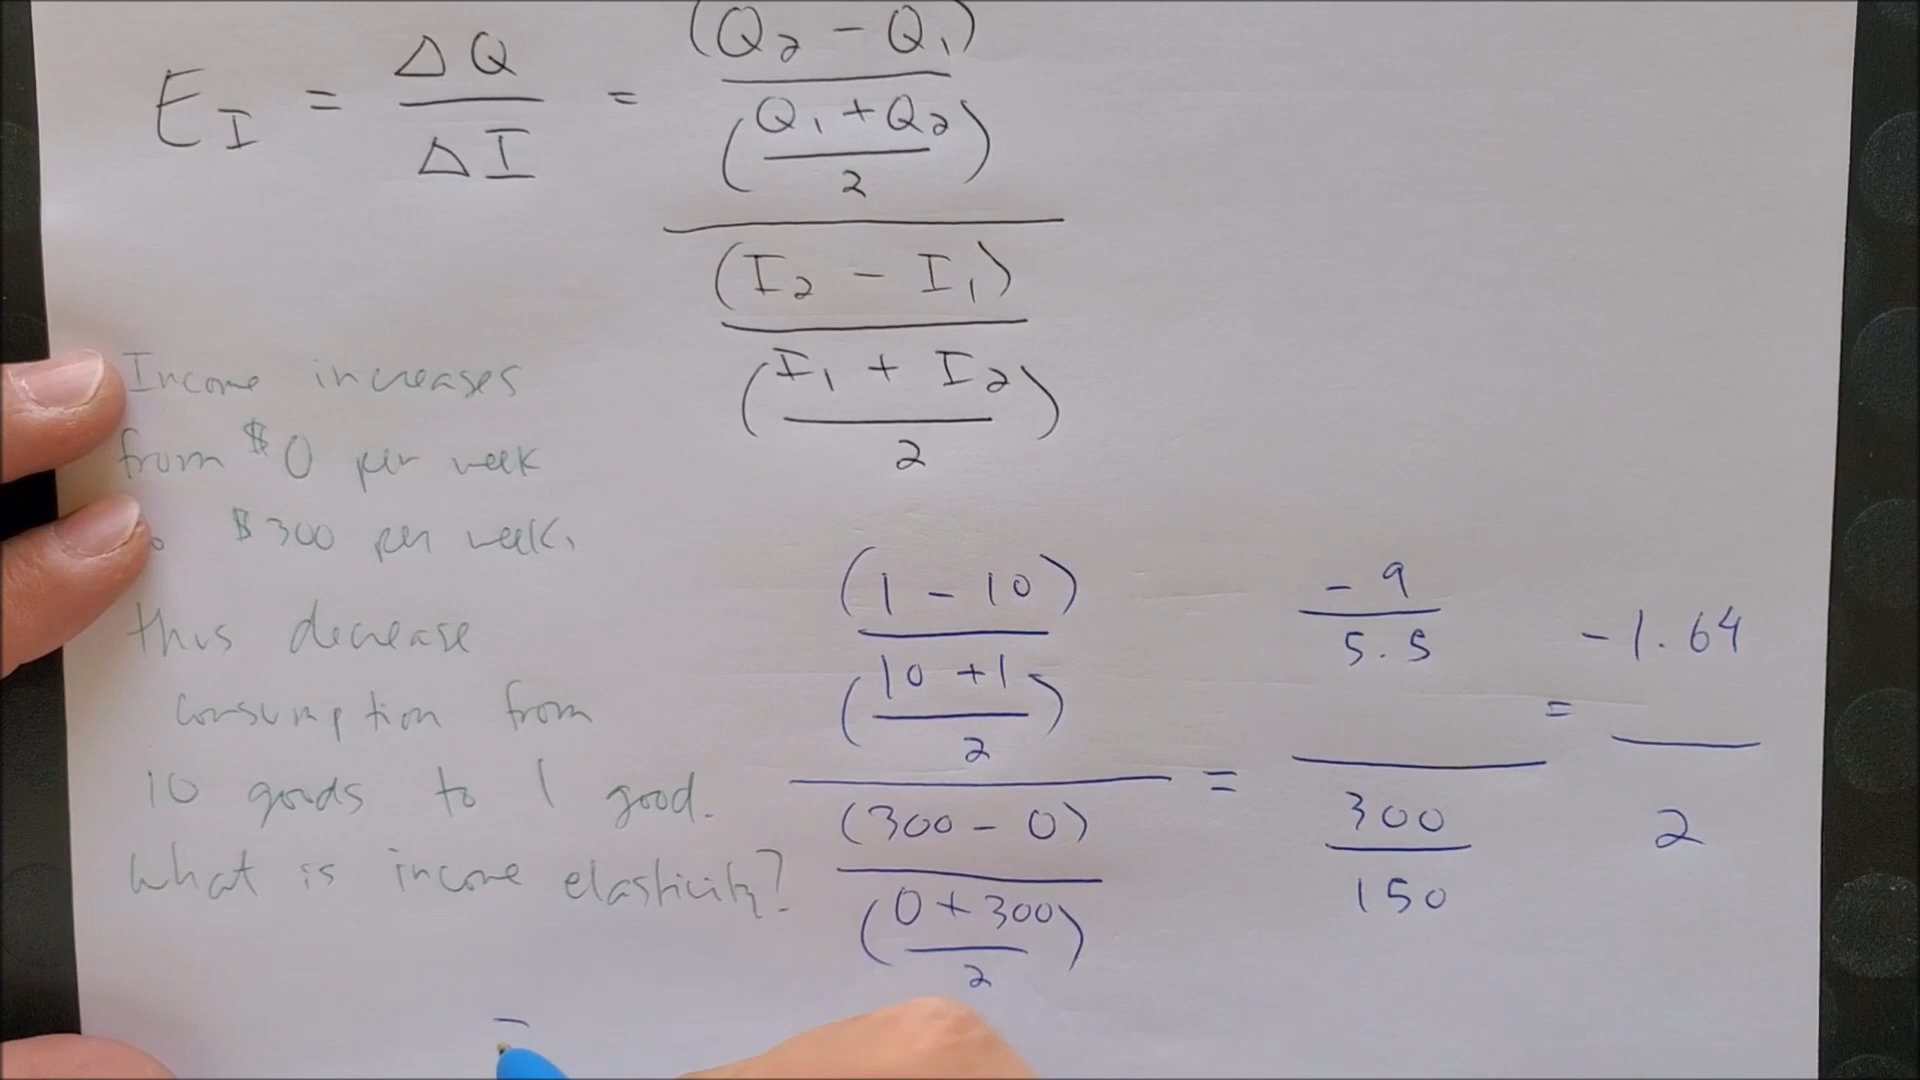 E_I = ΔQ / ΔI = ((Q₂ - Q₁) / ((Q₁ + Q₂) / 2)) / ((I₂ - I₁) / ((I₁ + I₂) / 2))
Income increases
from $0 per week
$300 per week,
thus decrease
consumption from
10 goods to 1 good.
What is income elasticity?
((1 - 10) / ((10 + 1) / 2)) / ((300 - 0) / ((0 + 300) / 2)) = (-9 / 5.5) / (300 / 150) = -1.64 / 2